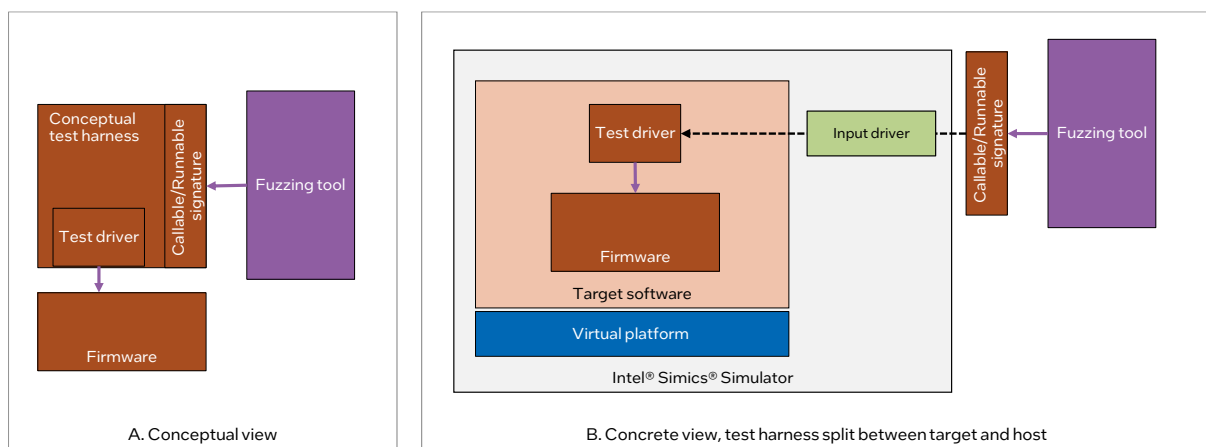 Conceptual
test harness
Callable/Runnable
signature
Fuzzing tool
Test driver
Firmware
A. Conceptual view
Test driver
Input driver
Callable/Runnable
signature
Fuzzing tool
Firmware
Target software
Virtual platform
Intel® Simics® Simulator
B. Concrete view, test harness split between target and host